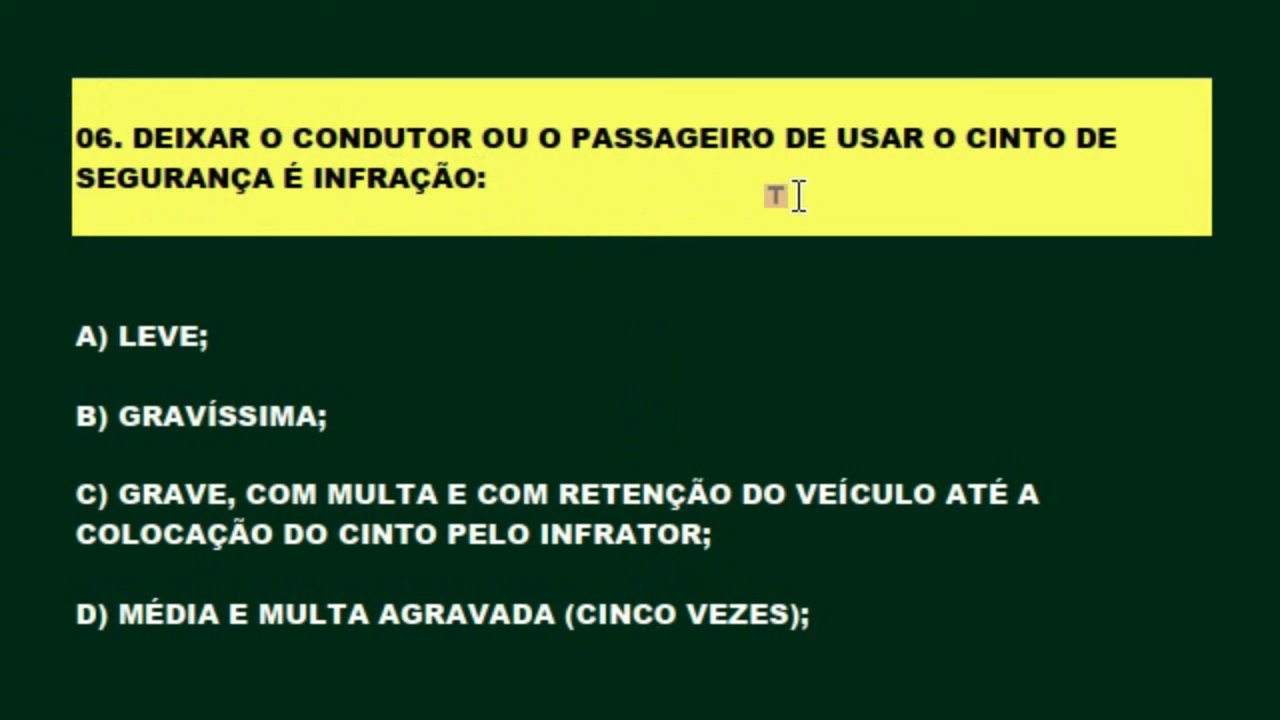 06. DEIXAR O CONDUTOR OU O PASSAGEIRO DE USAR O CINTO DE
SEGURANÇA É INFRAÇÃO:
T
A) LEVE;
B) GRAVÍSSIMA;
C) GRAVE, COM MULTA E COM RETENÇÃO DO VEÍCULO ATÉ A
COLOCAÇÃO DO CINTO PELO INFRATOR;
D) MÉDIA E MULTA AGRAVADA (CINCO VEZES);